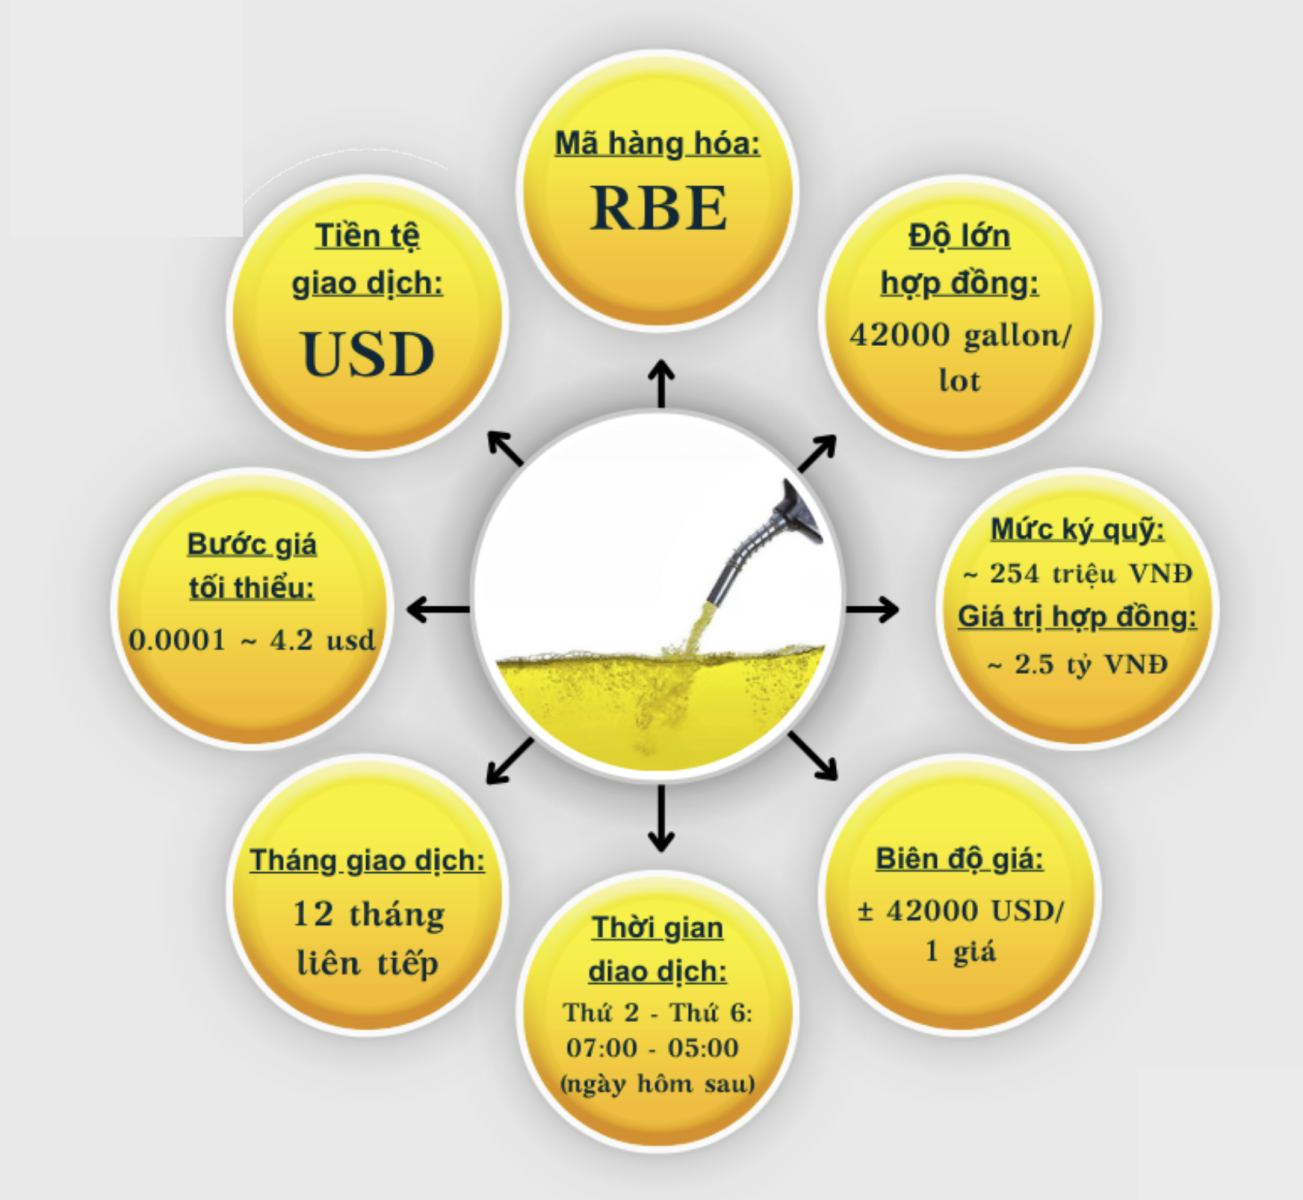 Mã hàng hóa:
RBE
Tiền tệ
giao dịch:
USD
Độ lớn
hợp đồng:
42000 gallon/
lot
Bước giá
tối thiểu:
0.0001 ~ 4.2 usd
Mức ký quỹ:
~ 254 triệu VNĐ
Giá trị hợp đồng:
~ 2.5 tỷ VNĐ
Tháng giao dịch:
12 tháng
liên tiếp
Thời gian
diao dịch:
Thứ 2 - Thứ 6:
07:00 - 05:00
(ngày hôm sau)
Biên độ giá:
± 42000 USD/
1 giá